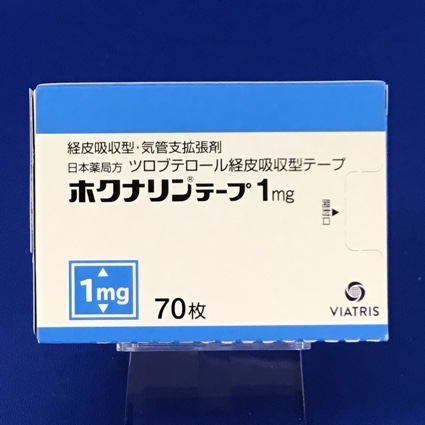 経皮吸収型・気管支拡張剤
日本薬局方 ツロブテロール経皮吸収型テープ
ホクナリン®テープ1mg
開封口
1mg
70枚
VIATRIS